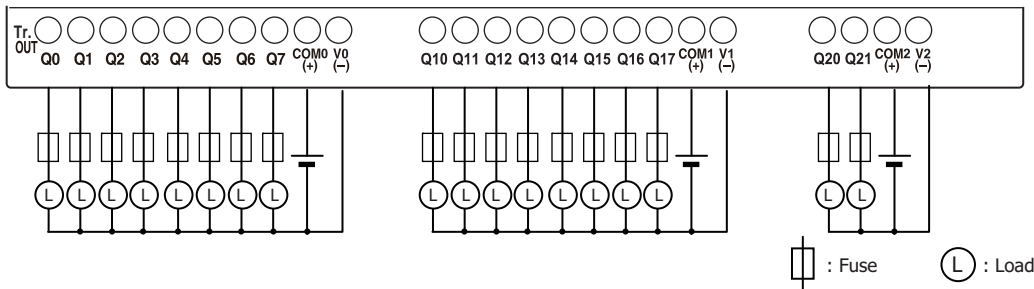 Tr.
OUT
Q0 Q1 Q2 Q3 Q4 Q5 Q6 Q7 COM0 (+) V0 (−)
Q10 Q11 Q12 Q13 Q14 Q15 Q16 Q17 COM1 (+) V1 (−)
Q20 Q21 COM2 (+) V2 (−)
L L L L L L L L
L L L L L L L L
L L
: Fuse
L : Load